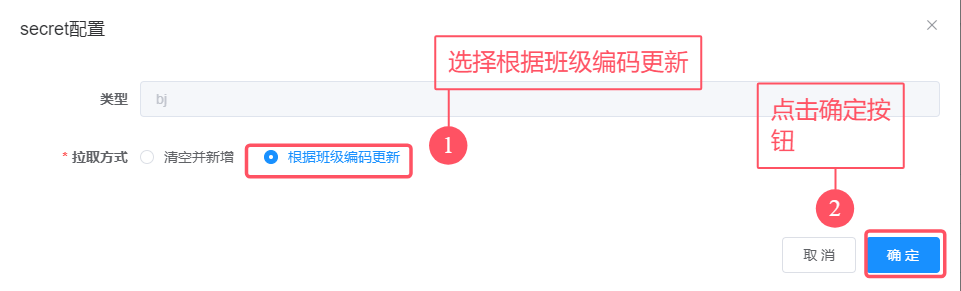 secret配置
选择根据班级编码更新
类型
bj
点击确定按
钮
1
* 拉取方式
清空并新增
根据班级编码更新
2
取 消
确 定